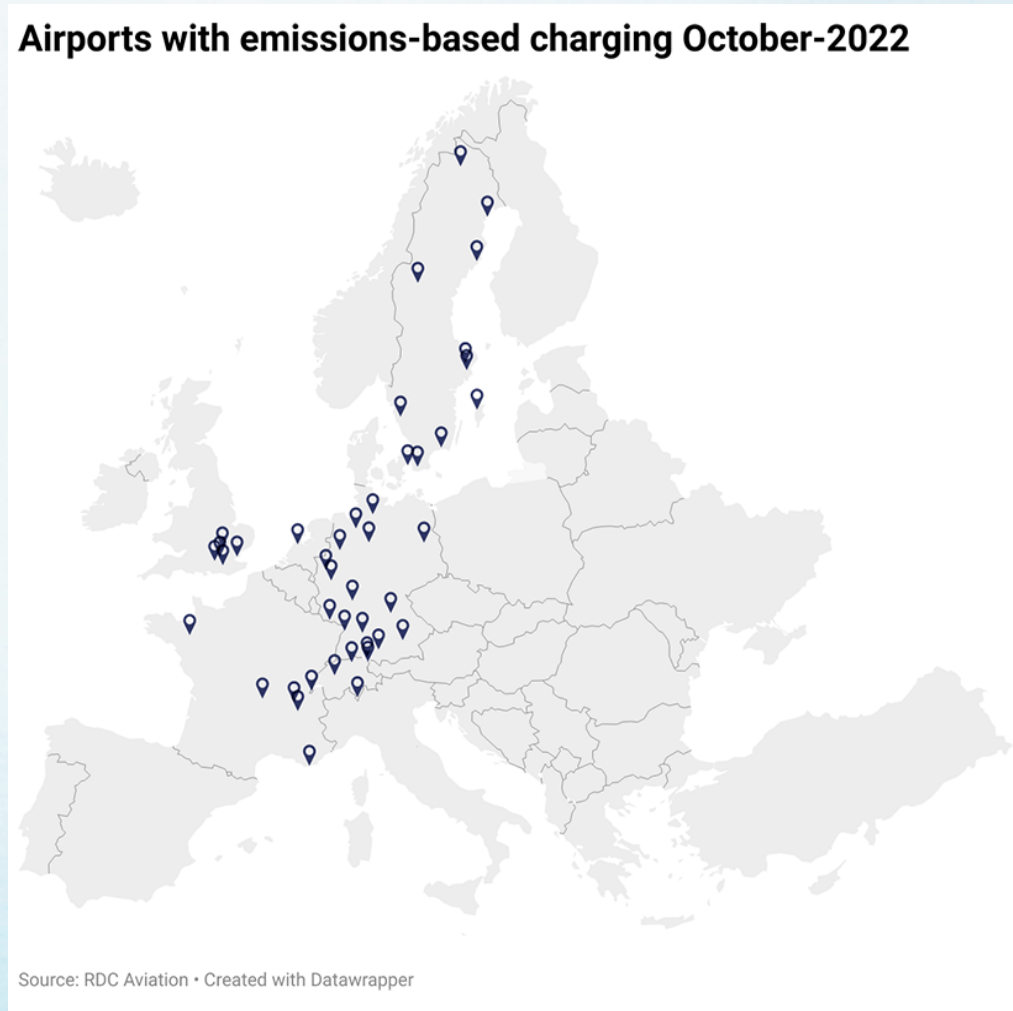 Airports with emissions-based charging October-2022
Source: RDC Aviation • Created with Datawrapper